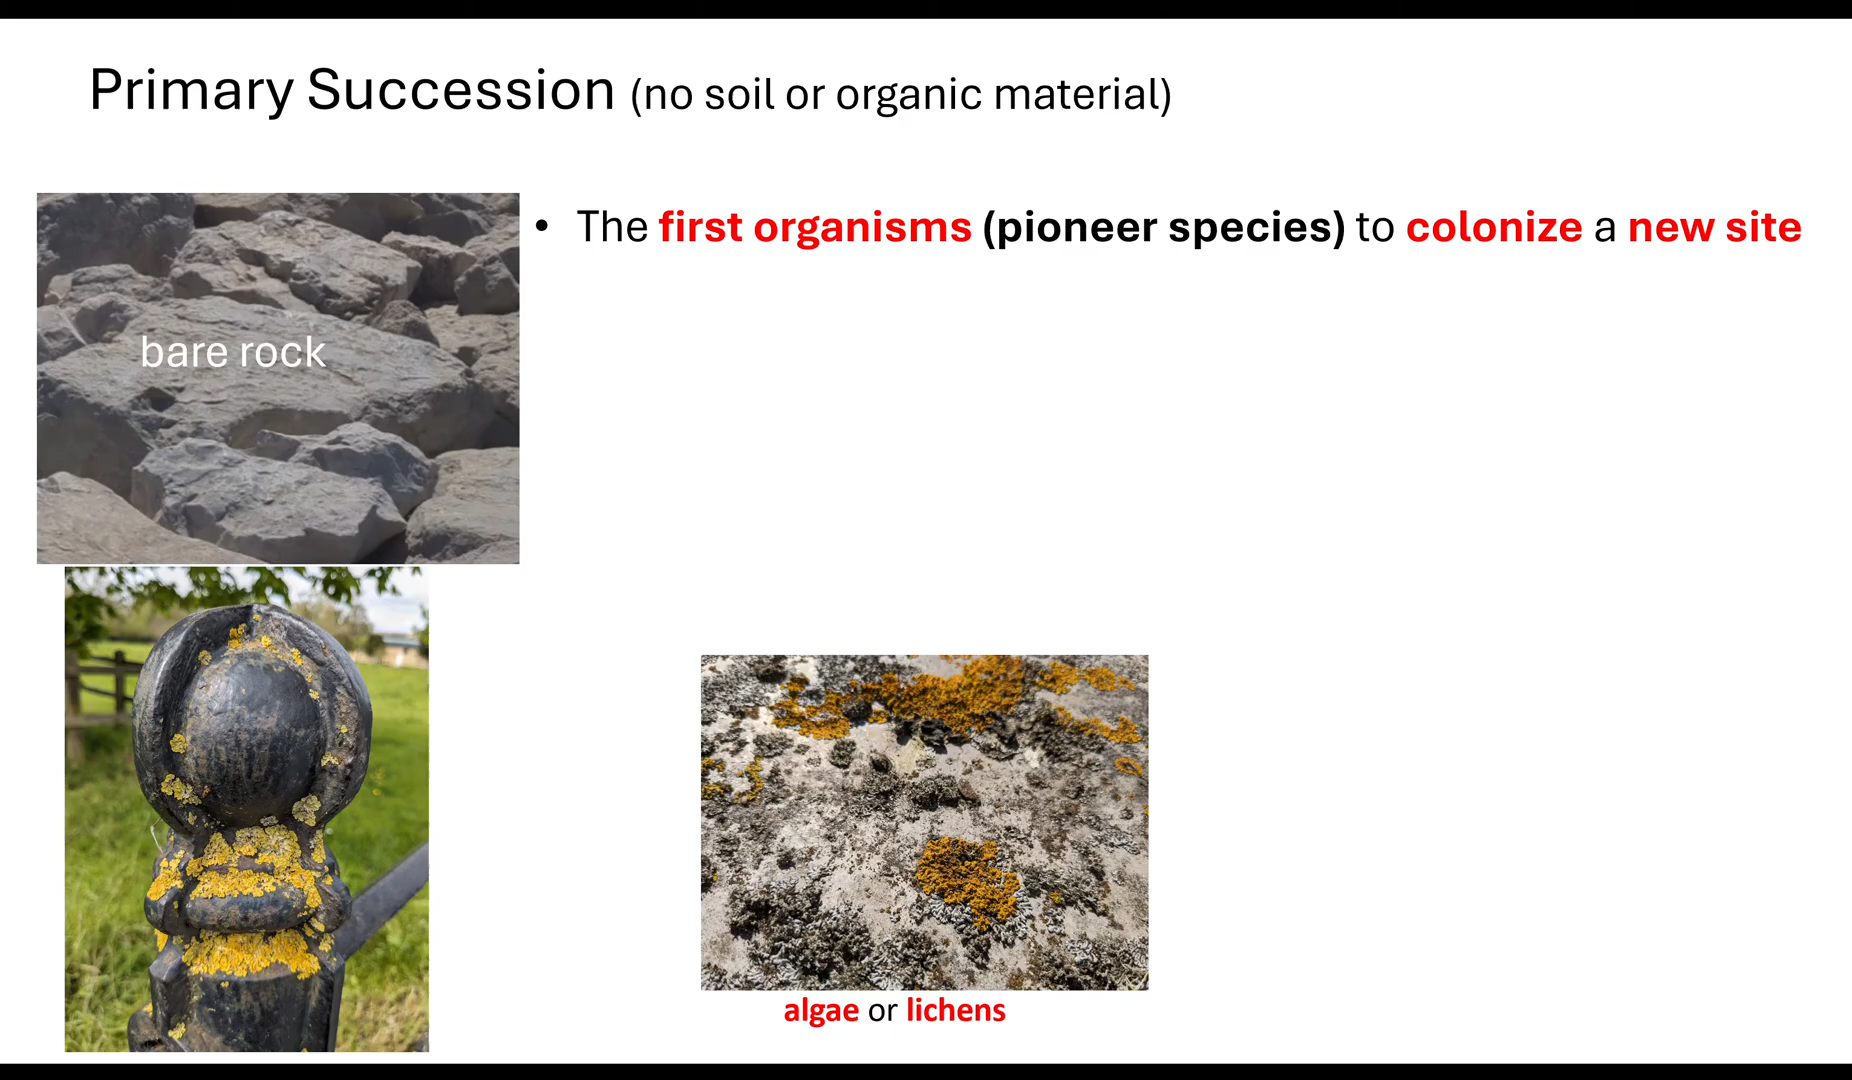 Primary Succession (no soil or organic material)
• The first organisms (pioneer species) to colonize a new site
bare rock
algae or lichens